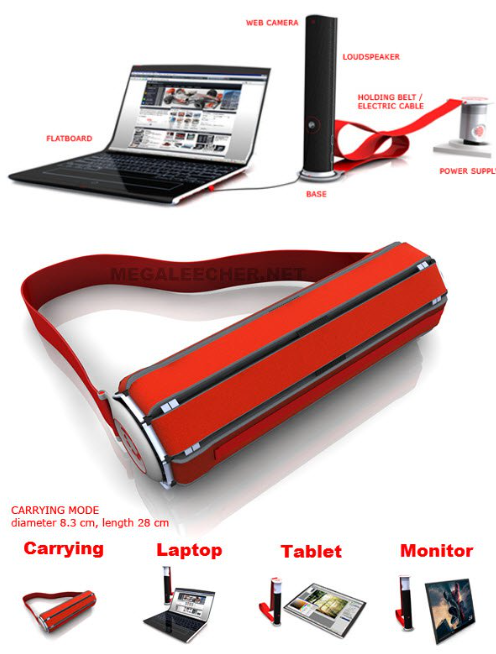 WEB CAMERA
LOUDSPEAKER
HOLDING BELT /
ELECTRIC CABLE
FLATBOARD
POWER SUPPLY
BASE
MEGALEECHER.NET
CARRYING MODE
diameter 8.3 cm, length 28 cm
Carrying
Laptop
Tablet
Monitor